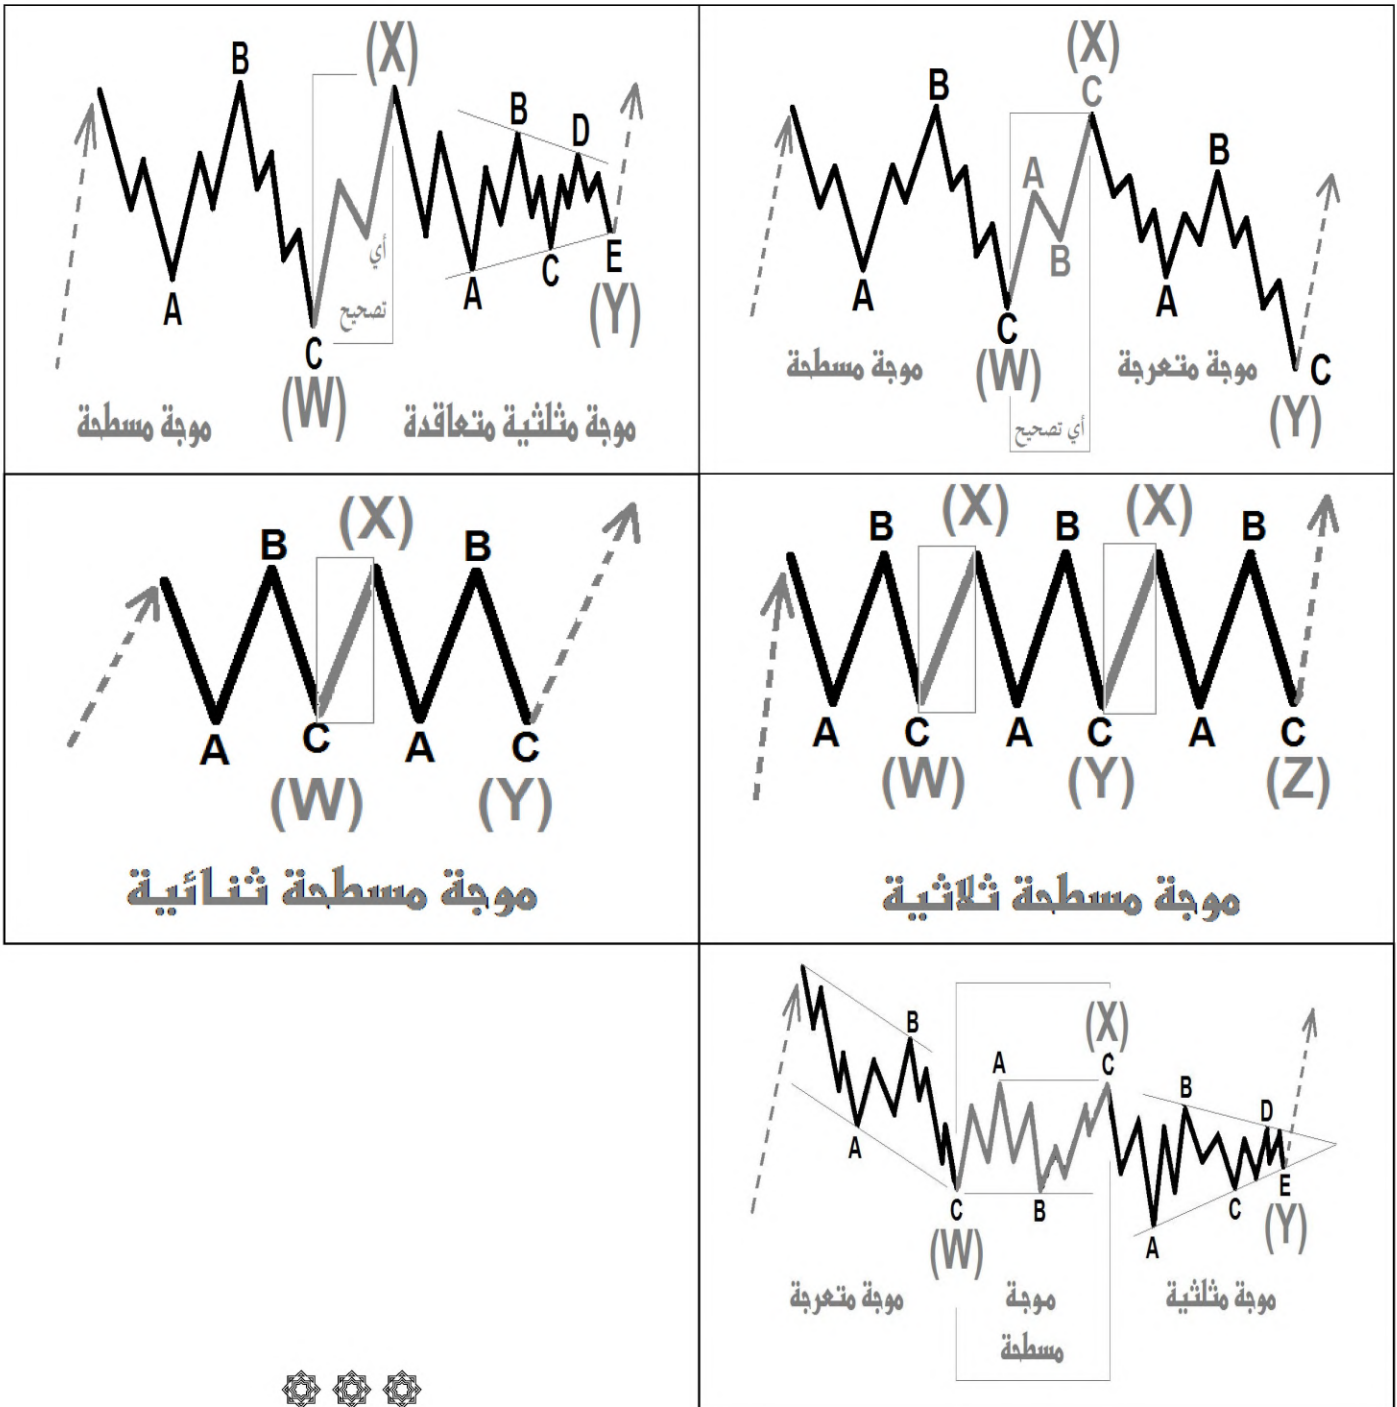 (X)
B C B
A
B
A C A C
(W) (Y)
موجة مسطحة
موجة متعرجة
أي تصحيح
(X)
B B D
أي
تصحيح
A C A C E
(W) (Y)
موجة مسطحة
موجة مثلثية متعاقدة
(X) (X)
B B B
A C A C A C
(W) (Y) (Z)
موجة مسطحة ثلاثية
(X)
B B
A C A C
(W) (Y)
موجة مسطحة ثنائية
(X)
B A C B D
A C B A C E
(W) (Y)
موجة متعرجة
موجة
مسطحة
موجة مثلثية